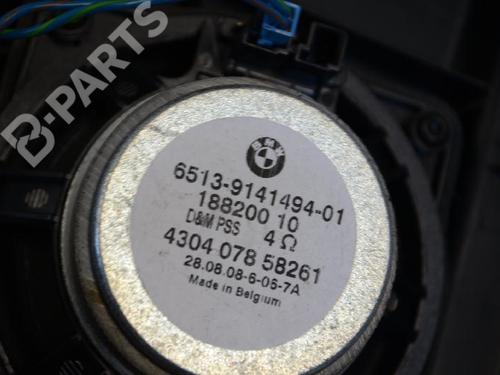 B-PARTS
BMW
6513-9141494-01
188200 10
D&M PSS 4 Ω
4304 078 58261
28.08.08-6-06-7A
Made in Belgium